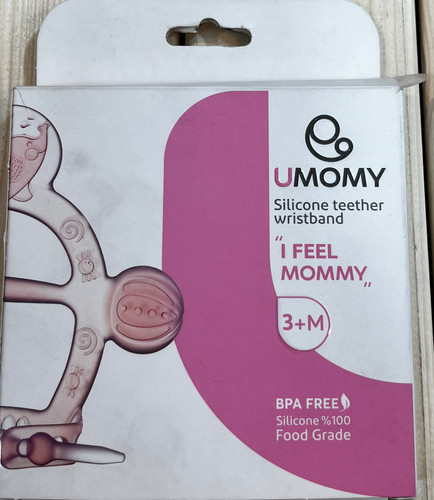 UMOMY
Silicone teether
wristband
"I FEEL
MOMMY"
3+M
BPA FREE
Silicone %100
Food Grade